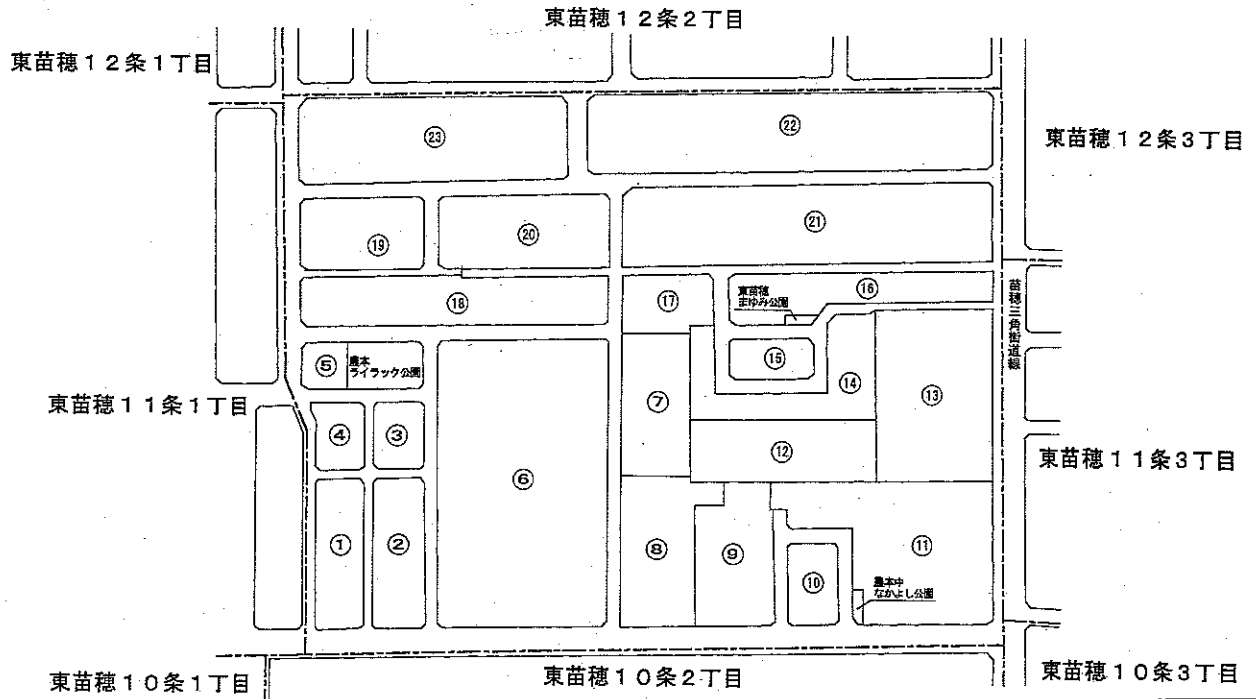 東苗穂12条2丁目
東苗穂12条1丁目
㉓
㉒
東苗穂12条3丁目
⑲
⑳
㉑
⑱
⑰
東苗穂
まゆみ公園
⑯
苗穂三角街道線
⑤
豊本
ライラック公園
⑮
⑭
⑬
東苗穂11条1丁目
④
③
⑦
⑫
東苗穂11条3丁目
⑥
①
②
⑧
⑨
⑩
⑪
豊本中
なかよし公園
東苗穂10条1丁目
東苗穂10条2丁目
東苗穂10条3丁目